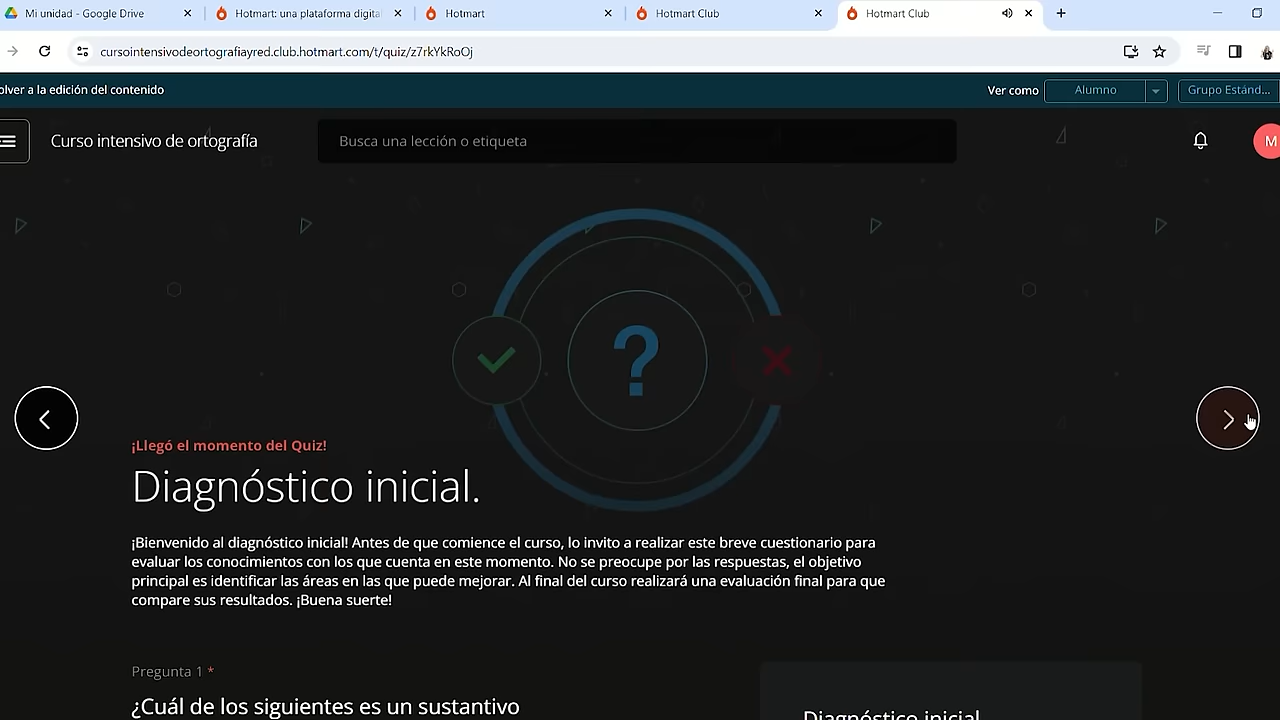 Mi unidad - Google Drive
Hotmart: una plataforma digital
Hotmart
Hotmart Club
Hotmart Club
cursointensivodeortografiayred.club.hotmart.com/t/quiz/z7rkYkRoOj
olver a la edición del contenido
Ver como
Alumno
Grupo Estánd...
Curso intensivo de ortografía
Busca una lección o etiqueta
M
?
¡Llegó el momento del Quiz!
Diagnóstico inicial.
¡Bienvenido al diagnóstico inicial! Antes de que comience el curso, lo invito a realizar este breve cuestionario para
evaluar los conocimientos con los que cuenta en este momento. No se preocupe por las respuestas, el objetivo
principal es identificar las áreas en las que puede mejorar. Al final del curso realizará una evaluación final para que
compare sus resultados. ¡Buena suerte!
Pregunta 1 *
¿Cuál de los siguientes es un sustantivo
Diagnóstico inicial